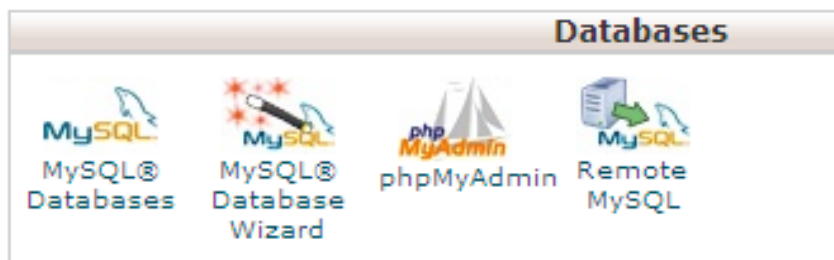 Databases
MySQL
MySQL
php
MyAdmin
MySQL
MySQL®
Databases
MySQL®
Database
Wizard
phpMyAdmin
Remote
MySQL